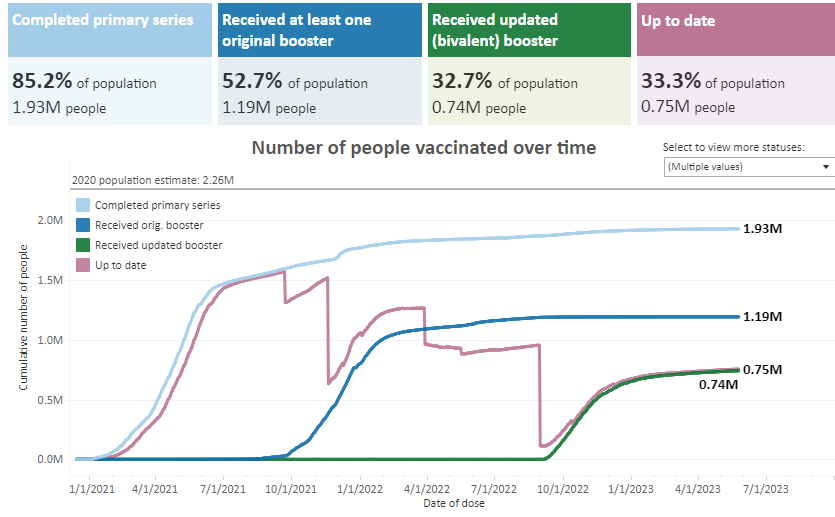 Completed primary series
85.2% of population
1.93M people
Received at least one
original booster
52.7% of population
1.19M people
Received updated
(bivalent) booster
32.7% of population
0.74M people
Up to date
33.3% of population
0.75M people
Number of people vaccinated over time
Select to view more statuses:
(Multiple values)
2020 population estimate: 2.26M
Completed primary series
Received orig. booster
Received updated booster
Up to date
Cumulative number of people
2.0M
1.5M
1.0M
0.5M
0.0M
1.93M
1.19M
0.75M
0.74M
1/1/2021
4/1/2021
7/1/2021
10/1/2021
1/1/2022
4/1/2022
7/1/2022
10/1/2022
1/1/2023
4/1/2023
7/1/2023
Date of dose